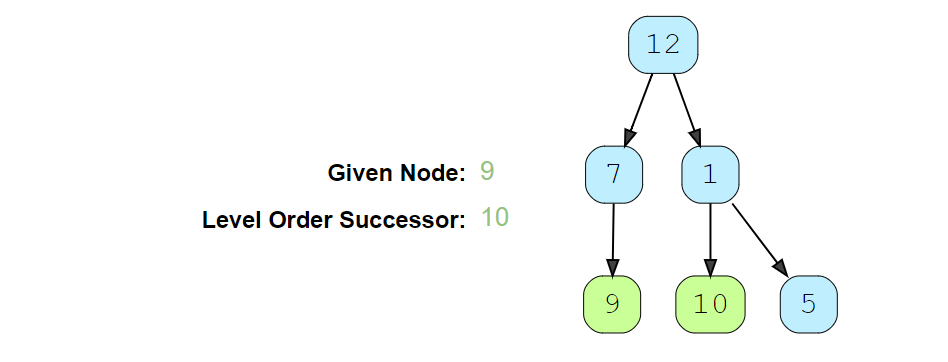 12
Given Node: 9
7 1
Level Order Successor: 10
9 10 5